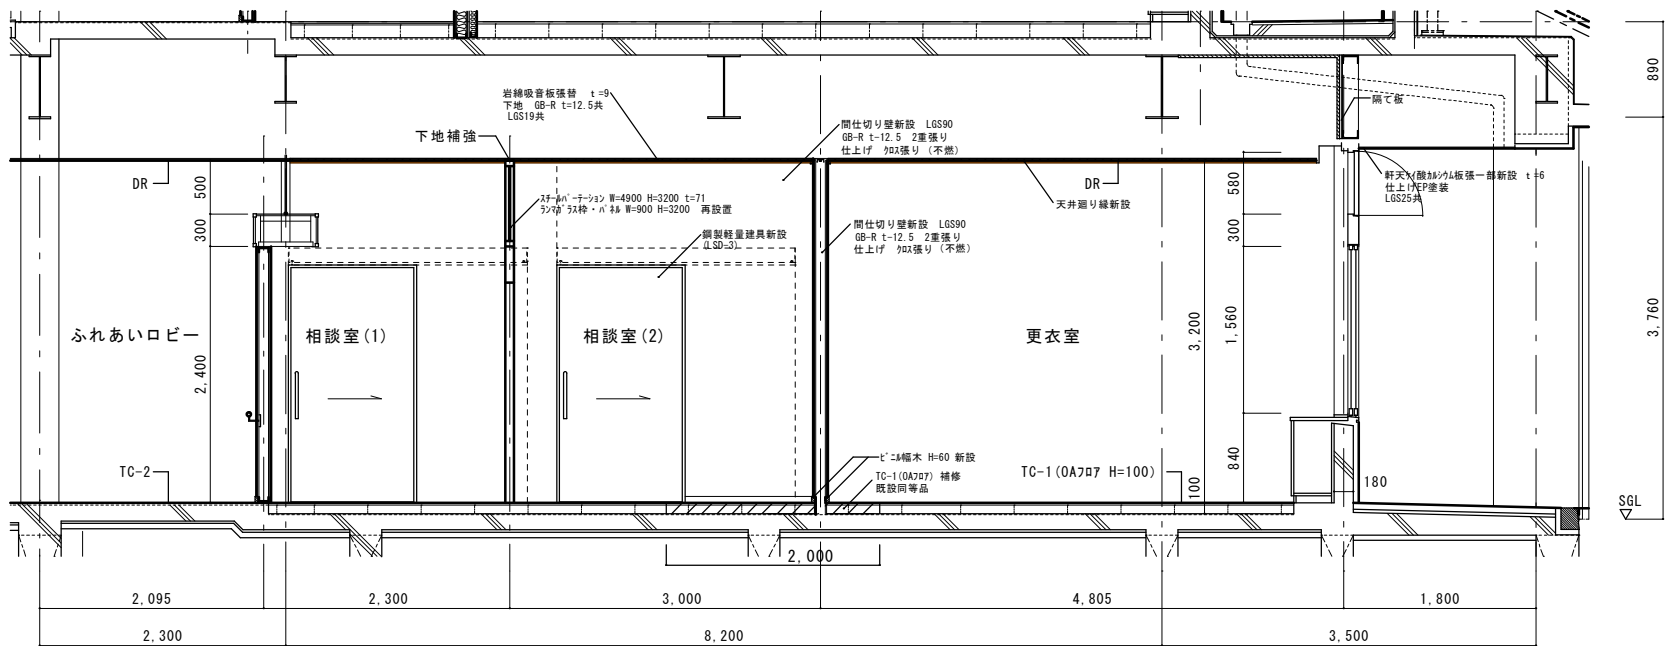 岩綿吸音板張替 t=9
下地 GB-R t=12.5共
LGS19共
下地補強
間仕切り壁新設 LGS90
GB-R t-12.5 2重張り
仕上げ ｸﾛｽ張り (不燃)
隔て板
890
DR
500
ｽﾁｰﾙﾊﾟｰﾃｰｼｮﾝ W=4900 H=3200 t=71
ﾗﾝﾏｶﾞﾗｽ枠・ﾊﾟﾈﾙ W=900 H=3200 再設置
DR
天井廻り縁新設
580
軒天ｹｲ酸ｶﾙｼｳﾑ板張一部新設 t=6
仕上げEP塗装
LGS25共
300
鋼製軽量建具新設
(LSD-3)
間仕切り壁新設 LGS90
GB-R t-12.5 2重張り
仕上げ ｸﾛｽ張り (不燃)
300
ふれあいロビー
相談室(1)
相談室(2)
更衣室
3,200
1,560
3,760
2,400
TC-2
ﾋﾞﾆﾙ幅木 H=60 新設
TC-1(OAﾌﾛｱ) 補修
既設同等品
TC-1(OAﾌﾛｱ H=100)
100
840
180
SGL
2,000
2,095
2,300
3,000
4,805
1,800
2,300
8,200
3,500